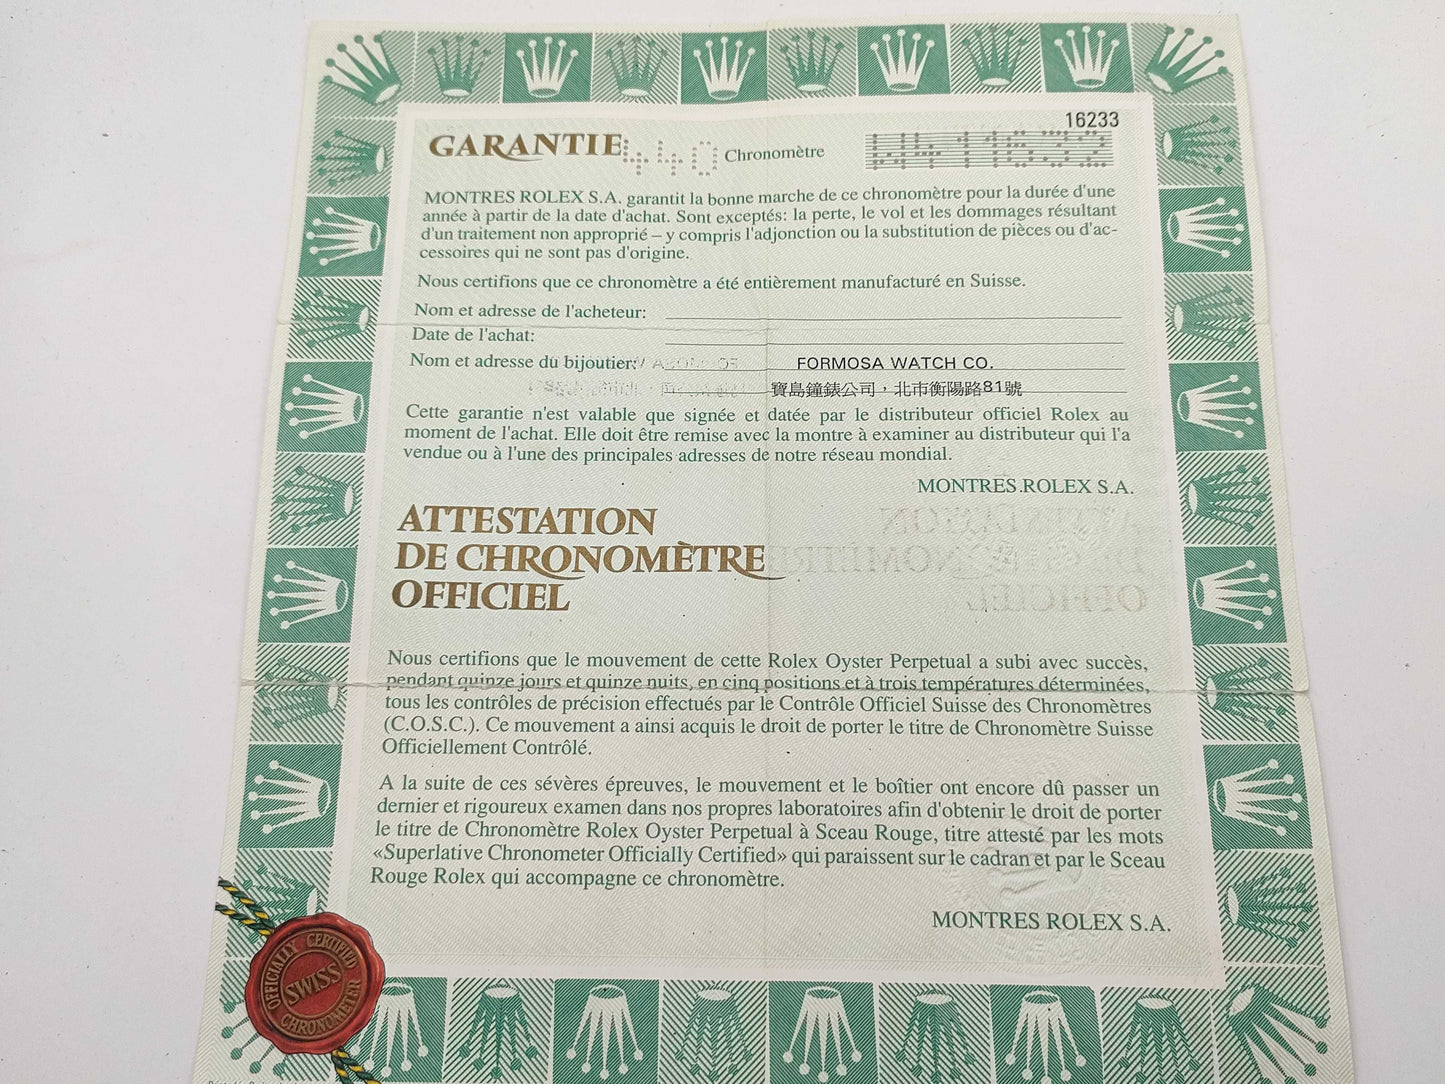 16233
GARANTIE 440 Chronomètre W411632
MONTRES ROLEX S.A. garantit la bonne marche de ce chronomètre pour la durée d'une
année à partir de la date d'achat. Sont exceptés: la perte, le vol et les dommages résultant
d'un traitement non approprié – y compris l'adjonction ou la substitution de pièces ou d'ac-
cessoires qui ne sont pas d'origine.
Nous certifions que ce chronomètre a été entièrement manufacturé en Suisse.
Nom et adresse de l'acheteur:
Date de l'achat:
Nom et adresse du bijoutier: FORMOSA WATCH CO.
寶島鐘錶公司，北市衡陽路81號
Cette garantie n'est valable que signée et datée par le distributeur officiel Rolex au
moment de l'achat. Elle doit être remise avec la montre à examiner au distributeur qui l'a
vendue ou à l'une des principales adresses de notre réseau mondial.
MONTRES ROLEX S.A.
ATTESTATION
DE CHRONOMÈTRE
OFFICIEL
Nous certifions que le mouvement de cette Rolex Oyster Perpetual a subi avec succès,
pendant quinze jours et quinze nuits, en cinq positions et à trois températures déterminées,
tous les contrôles de précision effectués par le Contrôle Officiel Suisse des Chronomètres
(C.O.S.C.). Ce mouvement a ainsi acquis le droit de porter le titre de Chronomètre Suisse
Officiellement Contrôlé.
A la suite de ces sévères épreuves, le mouvement et le boîtier ont encore dû passer un
dernier et rigoureux examen dans nos propres laboratoires afin d'obtenir le droit de porter
le titre de Chronomètre Rolex Oyster Perpetual à Sceau Rouge, titre attesté par les mots
«Superlative Chronometer Officially Certified» qui paraissent sur le cadran et par le Sceau
Rouge Rolex qui accompagne ce chronomètre.
MONTRES ROLEX S.A.
OFFICIALLY CERTIFIED
SWISS
CHRONOMETER